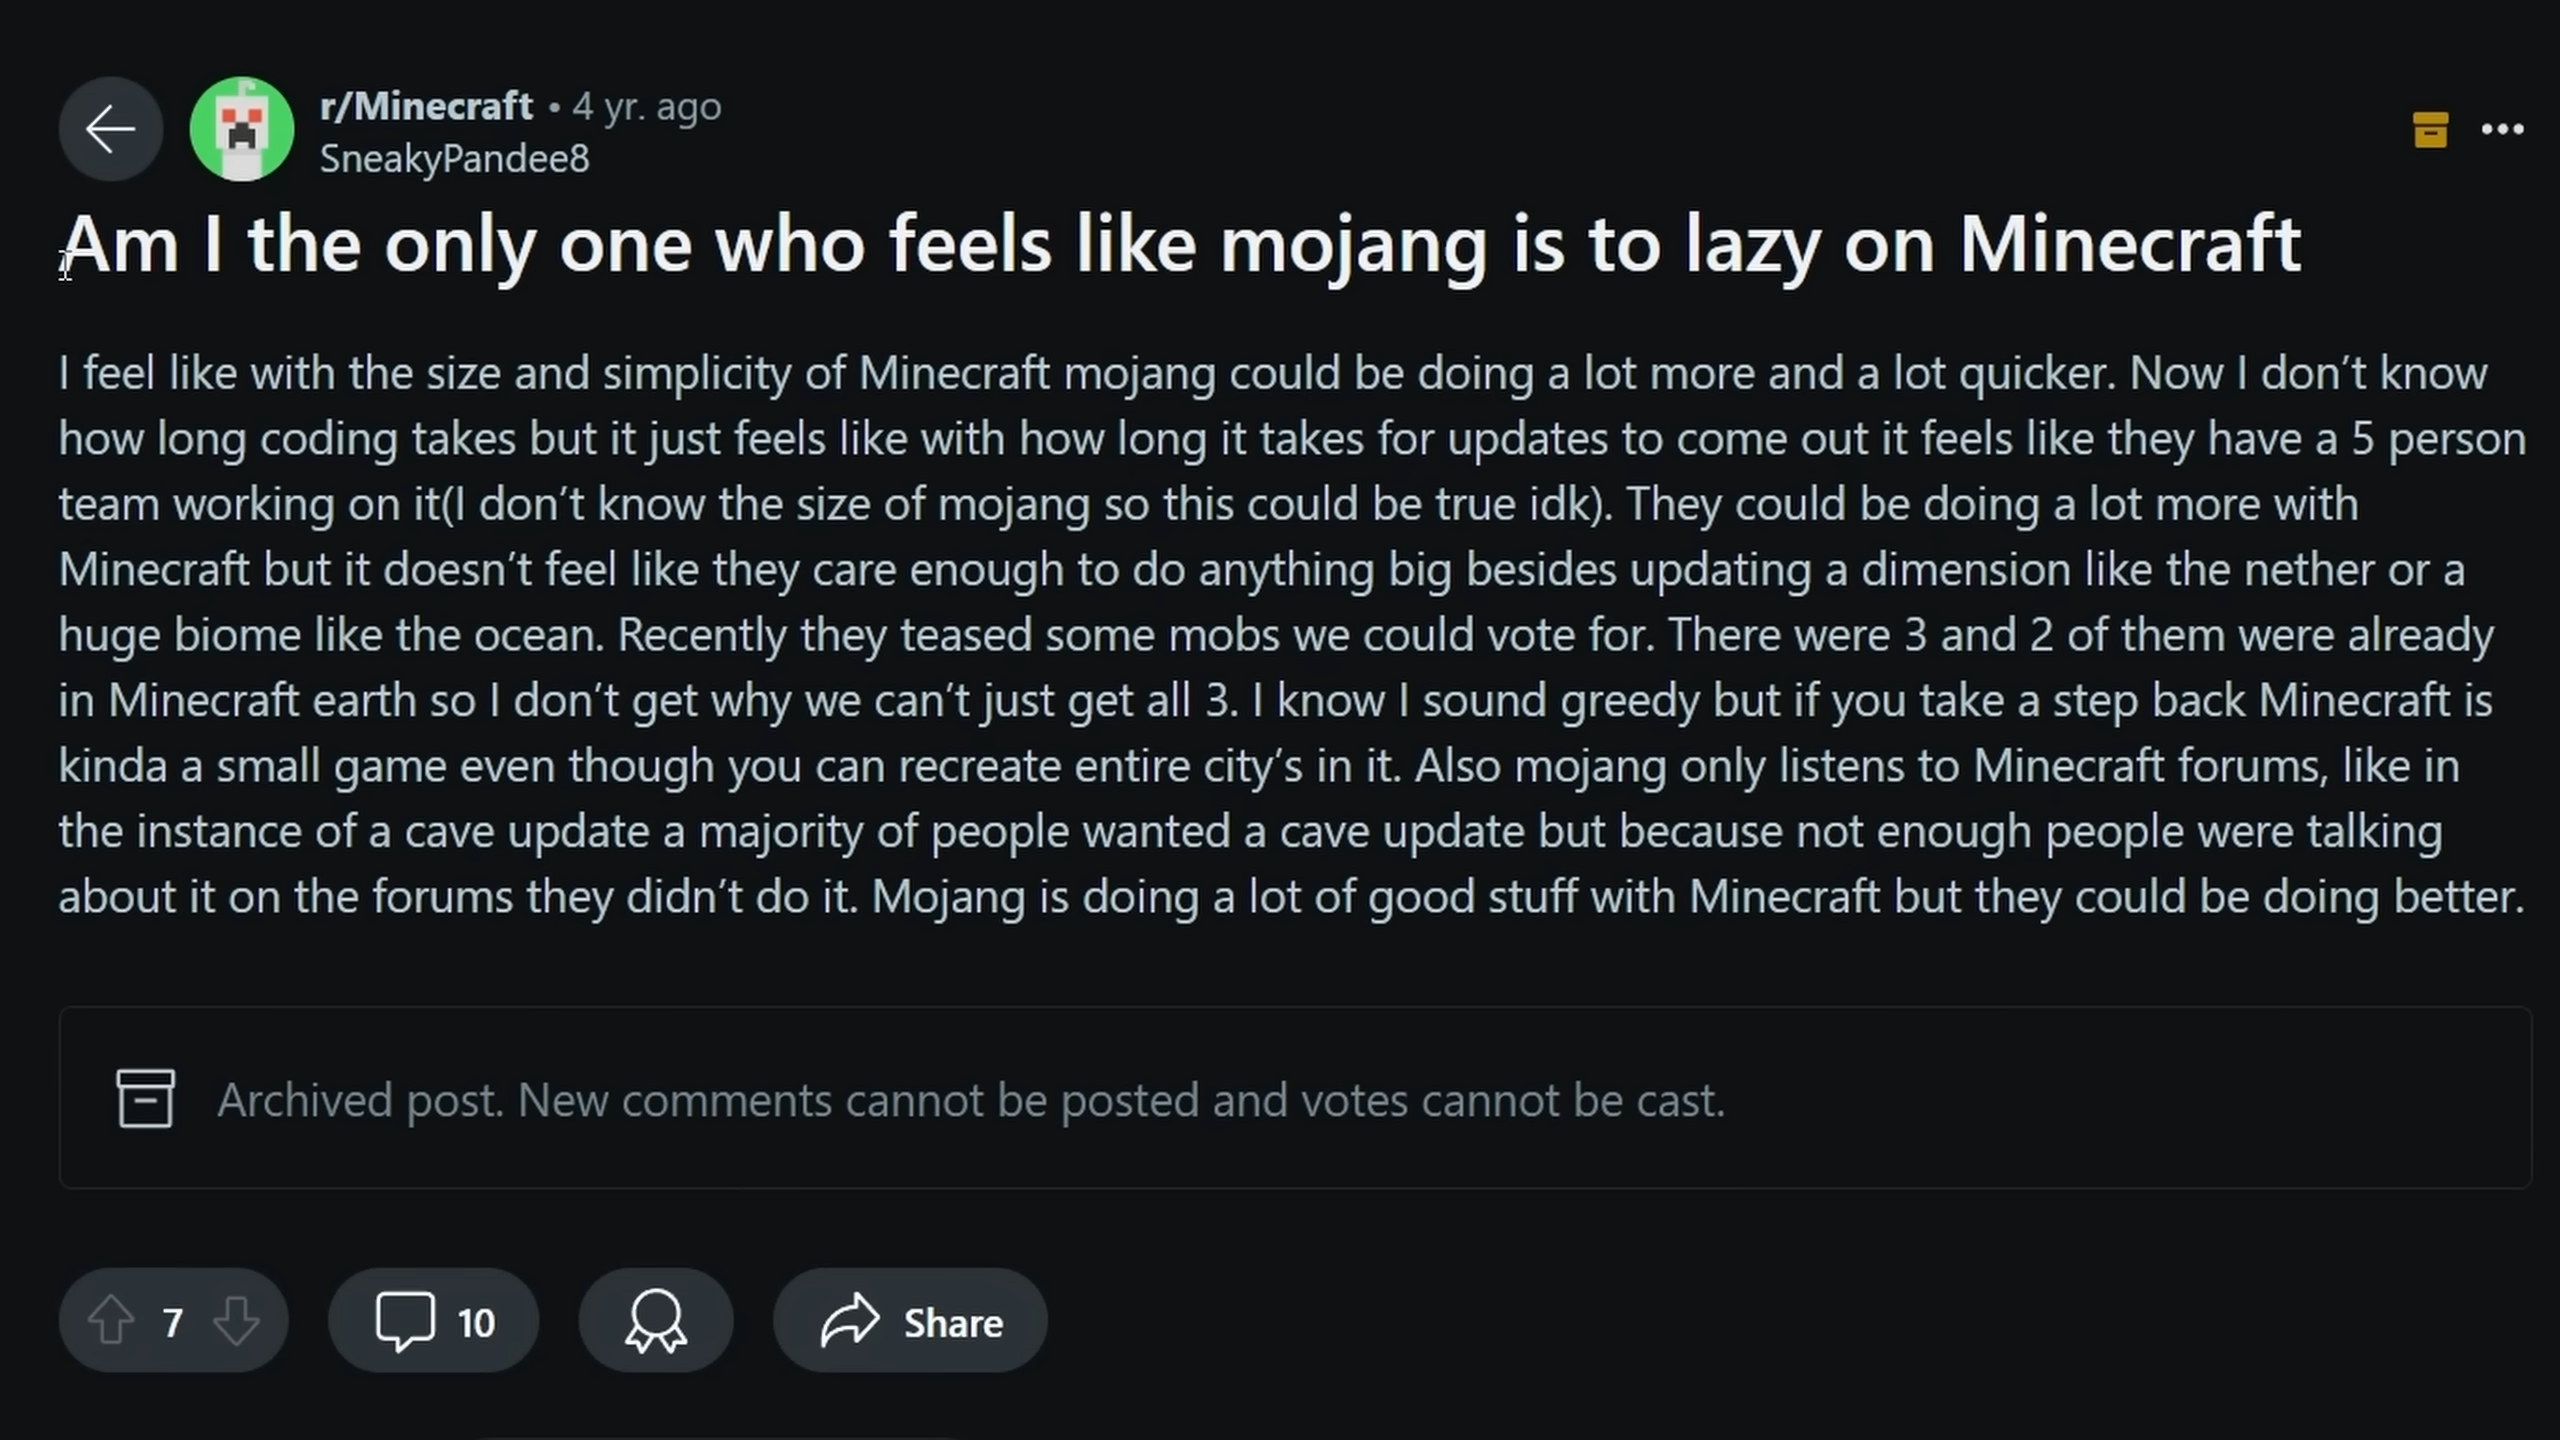 r/Minecraft • 4 yr. ago
SneakyPandee8
Am I the only one who feels like mojang is to lazy on Minecraft
I feel like with the size and simplicity of Minecraft mojang could be doing a lot more and a lot quicker. Now I don’t know
how long coding takes but it just feels like with how long it takes for updates to come out it feels like they have a 5 person
team working on it(I don’t know the size of mojang so this could be true idk). They could be doing a lot more with
Minecraft but it doesn’t feel like they care enough to do anything big besides updating a dimension like the nether or a
huge biome like the ocean. Recently they teased some mobs we could vote for. There were 3 and 2 of them were already
in Minecraft earth so I don’t get why we can’t just get all 3. I know I sound greedy but if you take a step back Minecraft is
kinda a small game even though you can recreate entire city’s in it. Also mojang only listens to Minecraft forums, like in
the instance of a cave update a majority of people wanted a cave update but because not enough people were talking
about it on the forums they didn’t do it. Mojang is doing a lot of good stuff with Minecraft but they could be doing better.
Archived post. New comments cannot be posted and votes cannot be cast.
7 10 Share